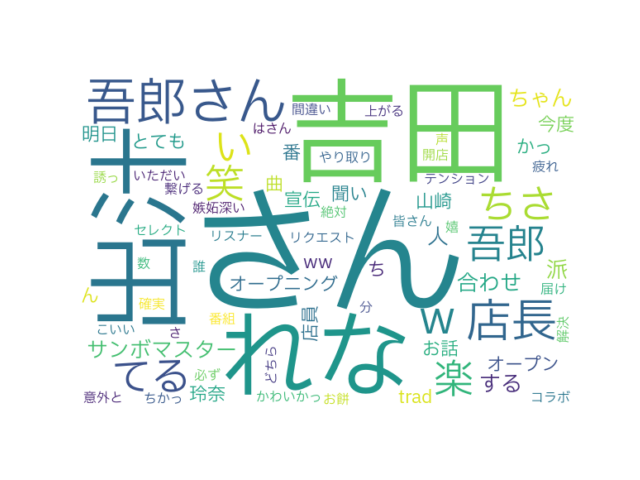 吾郎さん
間違い
上がる
吉田
ちゃん
はさん
明日
とても
い
番
やり取り
声
開店
今度
かっ
誘っ
いただい
笑
曲
宣伝
聞い
テンション
疲れ
繋げる
嫉妬深い
絶対
山崎
ちさ
セレクト
リスナー
リクエスト
皆さん
人
嬉
吾郎
さん
数
誰
ww
ち
合わせ
派
オープニング
届け
ん
確実
さ
番組
店員
分
w
店長
解決
こいい
サンボマスター
れな
お話
てる
どちら
楽
オープン
必ず
する
意外と
ちかっ
玲奈
かわいかっ
お餅
trad
コラボ